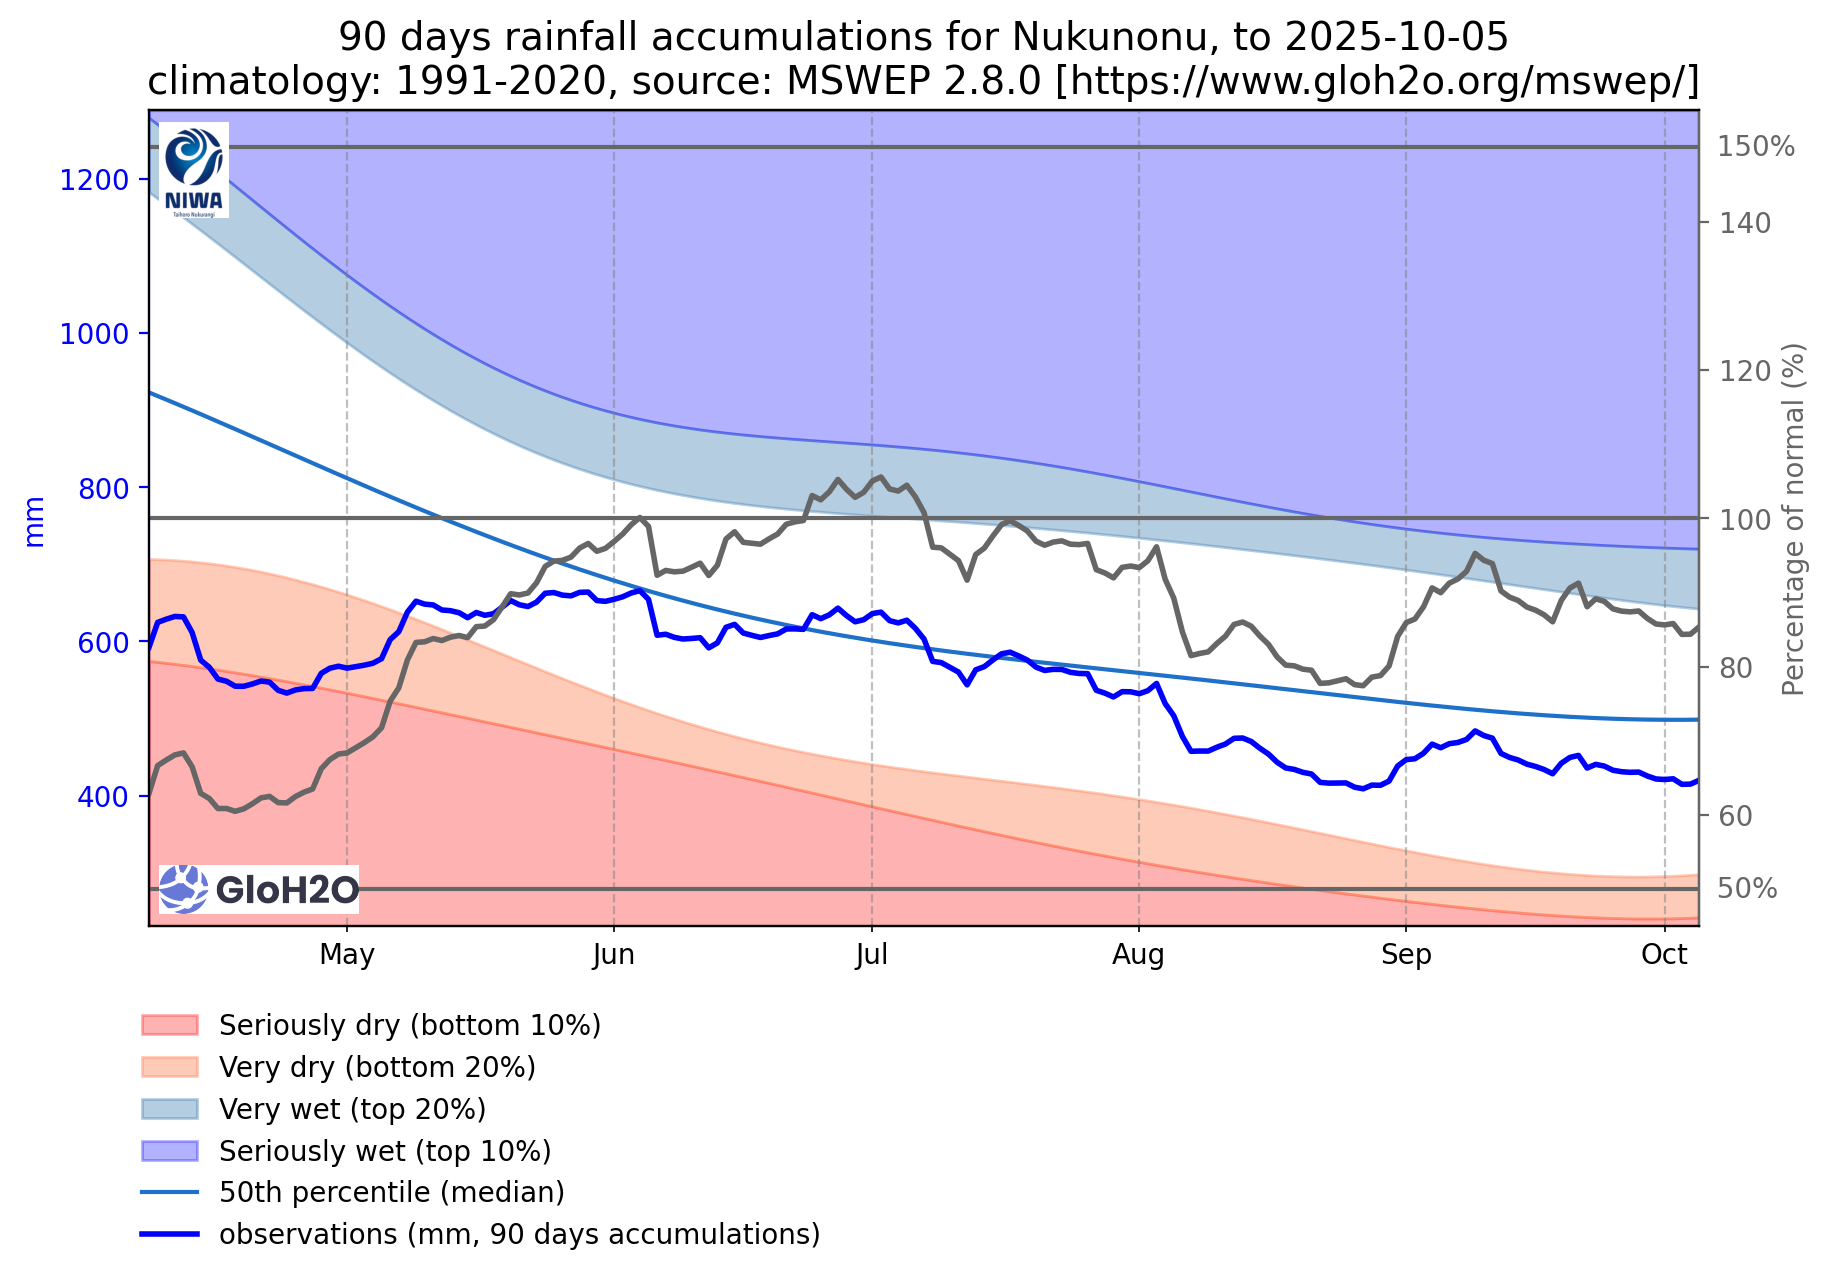 90 days rainfall accumulations for Nukunonu, to 2025-10-05
climatology: 1991-2020, source: MSWEP 2.8.0 [https://www.gloh2o.org/mswep/]
NIWA
Taihoro Nukurangi
mm
1200
1000
800
600
400
150%
140
120
100
80
60
50%
Percentage of normal (%)
GloH2O
May Jun Jul Aug Sep Oct
Seriously dry (bottom 10%)
Very dry (bottom 20%)
Very wet (top 20%)
Seriously wet (top 10%)
50th percentile (median)
observations (mm, 90 days accumulations)